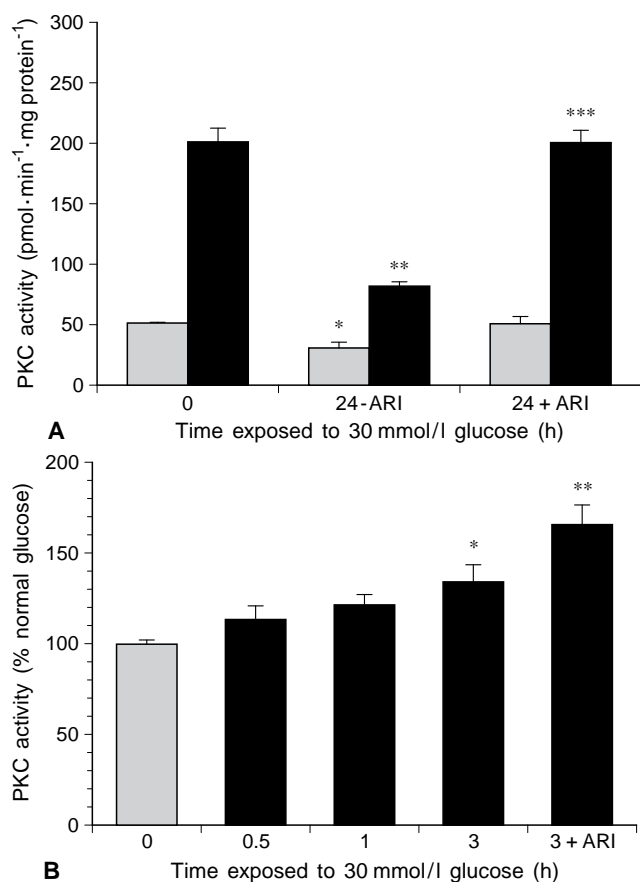 300
250
200
150
100
50
0
PKC activity (pmol·min⁻¹·mg protein⁻¹)
*
**
***
0 24-ARI 24 + ARI
A Time exposed to 30 mmol/l glucose (h)
200
150
100
50
0
PKC activity (% normal glucose)
*
**
0 0.5 1 3 3 + ARI
B Time exposed to 30 mmol/l glucose (h)